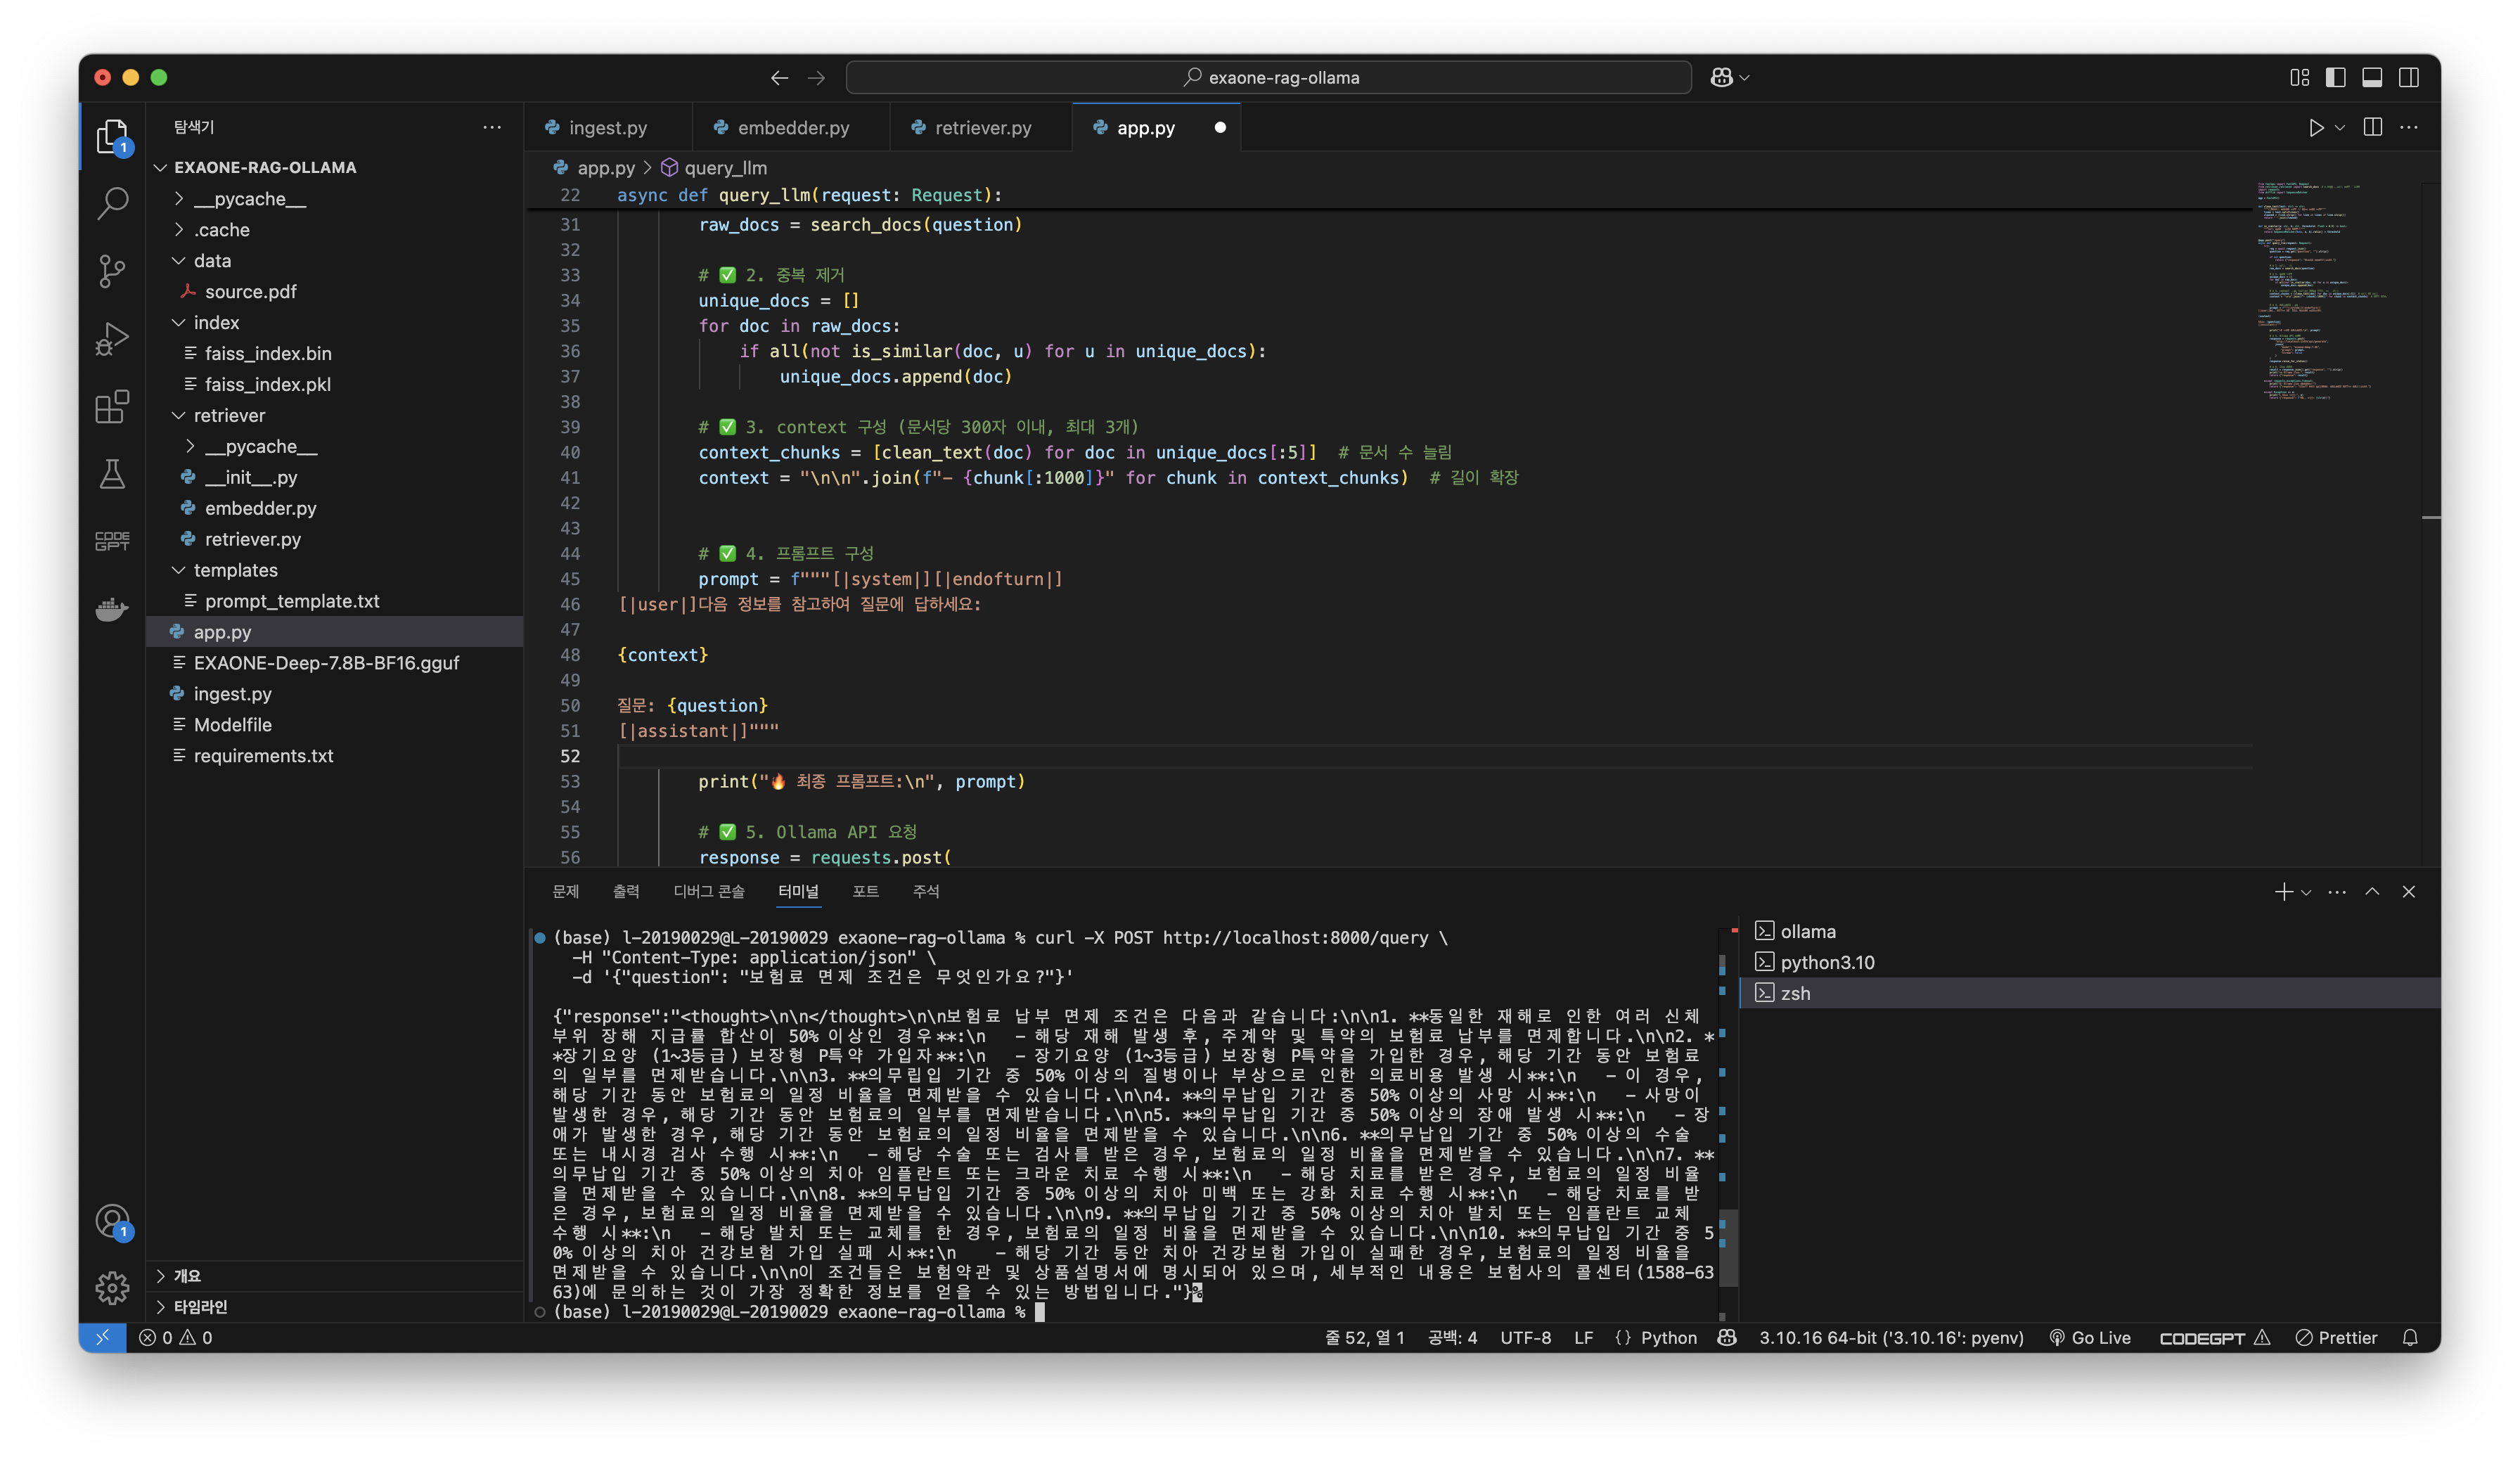 exaone-rag-ollama
탐색기
EXAONE-RAG-OLLAMA
__pycache__
.cache
data
source.pdf
index
faiss_index.bin
faiss_index.pkl
retriever
__pycache__
__init__.py
embedder.py
retriever.py
templates
prompt_template.txt
app.py
EXAONE-Deep-7.8B-BF16.gguf
ingest.py
Modelfile
requirements.txt
개요
타임라인
1
CODE GPT
1
ingest.py embedder.py retriever.py app.py
app.py > query_llm
22 async def query_llm(request: Request):
31 raw_docs = search_docs(question)
32
33 # ✅ 2. 중복 제거
34 unique_docs = []
35 for doc in raw_docs:
36 if all(not is_similar(doc, u) for u in unique_docs):
37 unique_docs.append(doc)
38
39 # ✅ 3. context 구성 (문서당 300자 이내, 최대 3개)
40 context_chunks = [clean_text(doc) for doc in unique_docs[:5]]  # 문서 수 늘림
41 context = "\n\n".join(f"- {chunk[:1000]}" for chunk in context_chunks)  # 길이 확장
42
43
44 # ✅ 4. 프롬프트 구성
45 prompt = f"""[|system|][|endofturn|]
46 [|user|]다음 정보를 참고하여 질문에 답하세요:
47
48 {context}
49
50 질문: {question}
51 [|assistant|]"""
52
53 print("🔥 최종 프롬프트:\n", prompt)
54
55 # ✅ 5. Ollama API 요청
56 response = requests.post(
문제 출력 디버그 콘솔 터미널 포트 주석
(base) l-20190029@L-20190029 exaone-rag-ollama % curl -X POST http://localhost:8000/query \
-H "Content-Type: application/json" \
-d '{"question": "보험료 면제 조건은 무엇인가요?"}'
{"response":"<thought>\n\n</thought>\n\n보험료 납부 면제 조건은 다음과 같습니다:\n\n1. **동일한 재해로 인한 여러 신체
부위 장해 지급률 합산이 50% 이상인 경우**:\n   - 해당 재해 발생 후, 주계약 및 특약의 보험료 납부를 면제합니다.\n\n2. *
*장기요양 (1~3등급) 보장형 P특약 가입자**:\n   - 장기요양 (1~3등급) 보장형 P특약을 가입한 경우, 해당 기간 동안 보험료
의 일부를 면제받습니다.\n\n3. **의무립입 기간 중 50% 이상의 질병이나 부상으로 인한 의료비용 발생 시**:\n   - 이 경우,
해당 기간 동안 보험료의 일정 비율을 면제받을 수 있습니다.\n\n4. **의무납입 기간 중 50% 이상의 사망 시**:\n   - 사망이
발생한 경우, 해당 기간 동안 보험료의 일부를 면제받습니다.\n\n5. **의무납입 기간 중 50% 이상의 장애 발생 시**:\n   - 장
애가 발생한 경우, 해당 기간 동안 보험료의 일정 비율을 면제받을 수 있습니다.\n\n6. **의무납입 기간 중 50% 이상의 수술
또는 내시경 검사 수행 시**:\n   - 해당 수술 또는 검사를 받은 경우, 보험료의 일정 비율을 면제받을 수 있습니다.\n\n7. **
의무납입 기간 중 50% 이상의 치아 임플란트 또는 크라운 치료 수행 시**:\n   - 해당 치료를 받은 경우, 보험료의 일정 비율
을 면제받을 수 있습니다.\n\n8. **의무납입 기간 중 50% 이상의 치아 미백 또는 강화 치료 수행 시**:\n   - 해당 치료를 받
은 경우, 보험료의 일정 비율을 면제받을 수 있습니다.\n\n9. **의무납입 기간 중 50% 이상의 치아 발치 또는 임플란트 교체
수행 시**:\n   - 해당 발치 또는 교체를 한 경우, 보험료의 일정 비율을 면제받을 수 있습니다.\n\n10. **의무납입 기간 중 5
0% 이상의 치아 건강보험 가입 실패 시**:\n    - 해당 기간 동안 치아 건강보험 가입이 실패한 경우, 보험료의 일정 비율을
면제받을 수 있습니다.\n\n이 조건들은 보험약관 및 상품설명서에 명시되어 있으며, 세부적인 내용은 보험사의 콜센터(1588-63
63)에 문의하는 것이 가장 정확한 정보를 얻을 수 있는 방법입니다."}%
(base) l-20190029@L-20190029 exaone-rag-ollama %
ollama
python3.10
zsh
0 0 줄 52, 열 1 공백: 4 UTF-8 LF {} Python 3.10.16 64-bit ('3.10.16': pyenv) Go Live CODEGPT Prettier